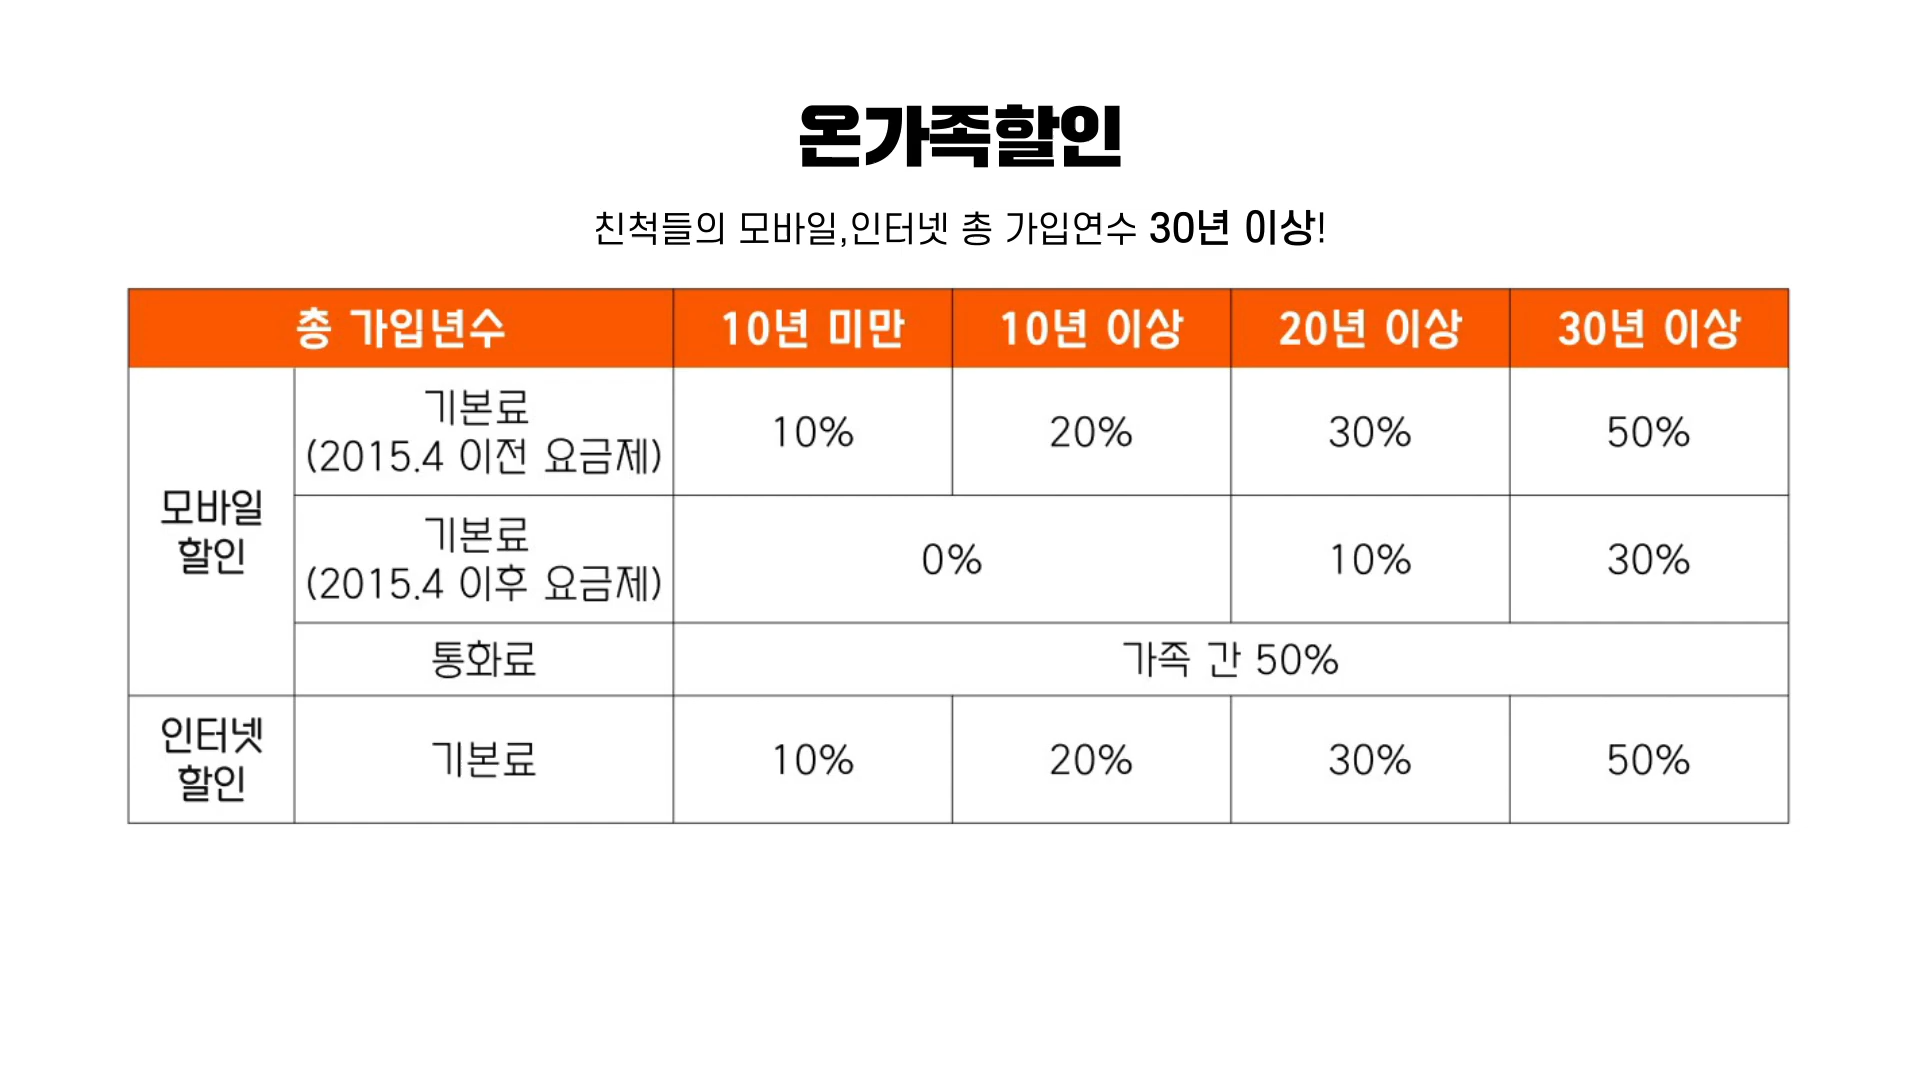 온가족할인
친척들의 모바일,인터넷 총 가입연수 30년 이상!
총 가입년수 10년 미만 10년 이상 20년 이상 30년 이상
모바일
할인
기본료
(2015.4 이전 요금제)
10% 20% 30% 50%
기본료
(2015.4 이후 요금제)
0% 10% 30%
통화료 가족 간 50%
인터넷
할인
기본료 10% 20% 30% 50%